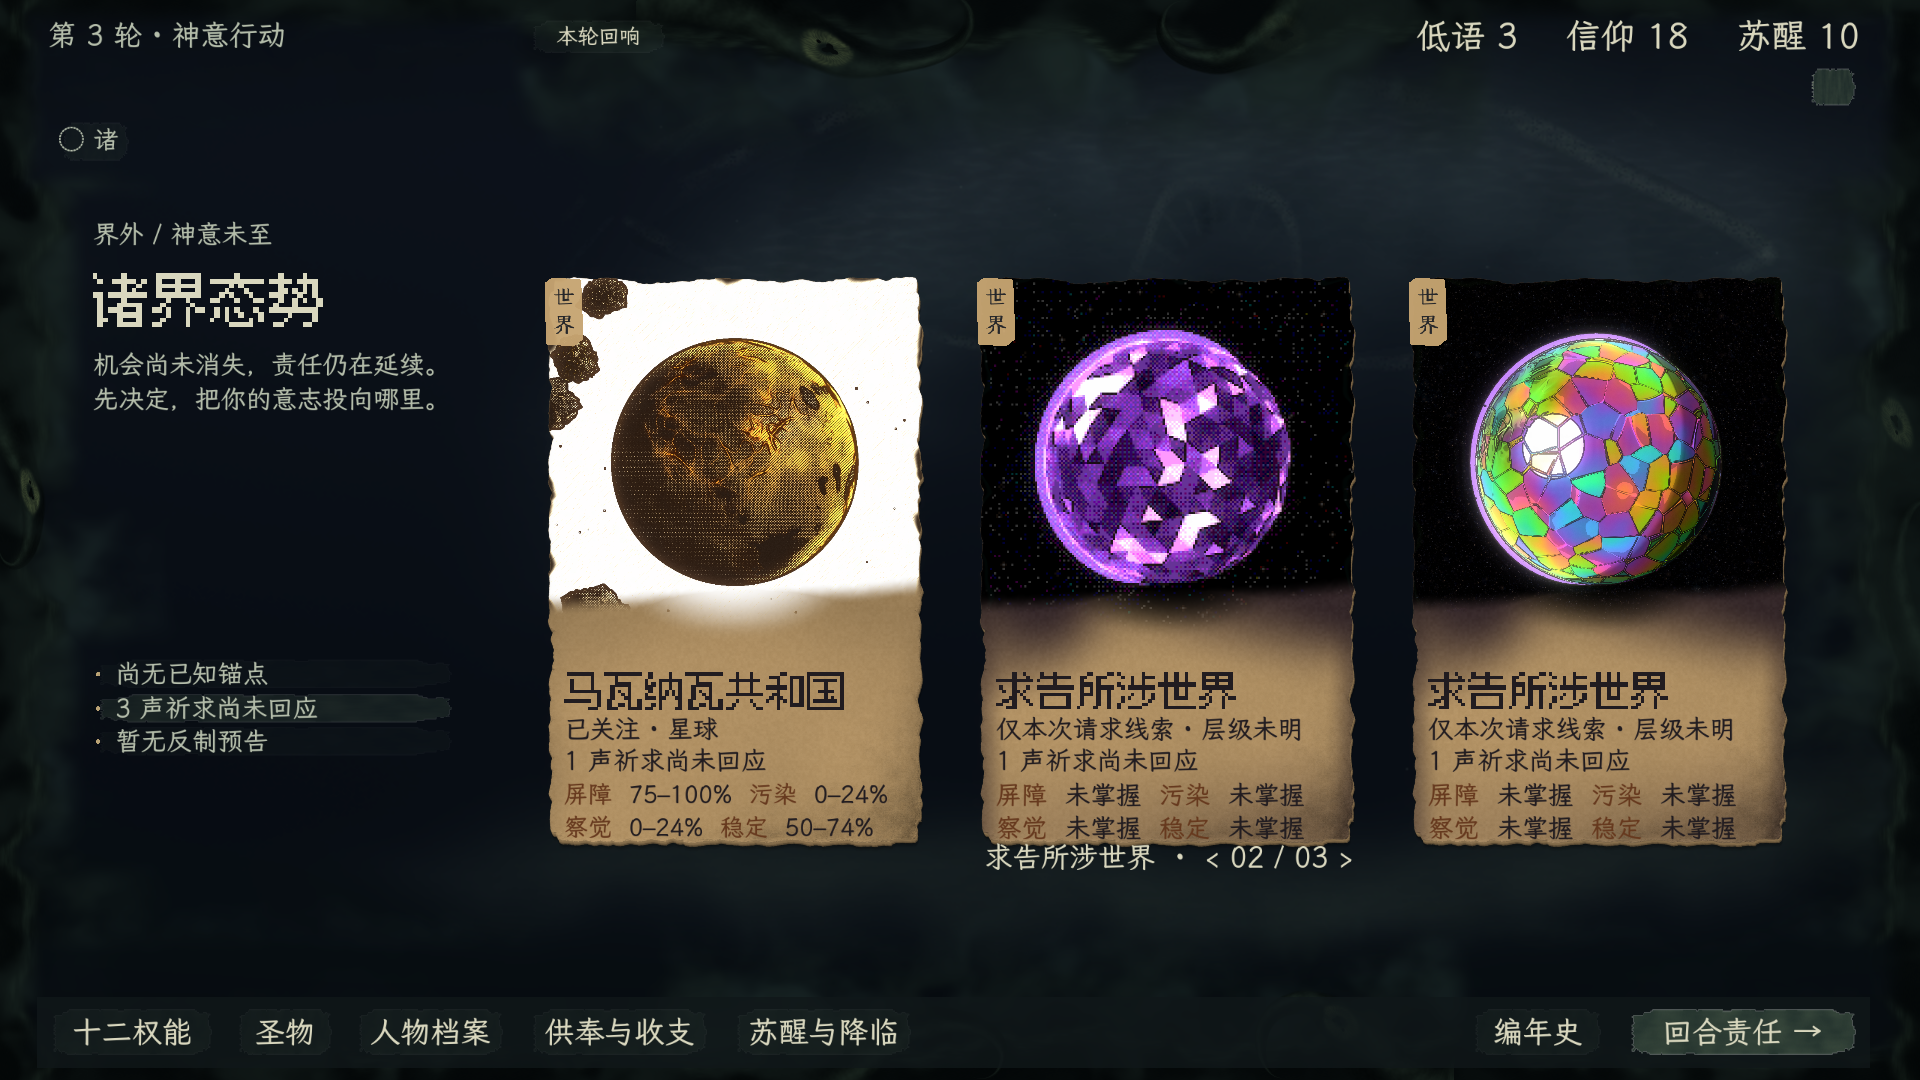 第 3 轮・神意行动
本轮回响
低语 3 信仰 18 苏醒 10
诸
界外 / 神意未至
诸界态势
机会尚未消失，责任仍在延续。
先决定，把你的意志投向哪里。
・ 尚无已知锚点
・ 3 声祈求尚未回应
・ 暂无反制预告
世界
马瓦纳瓦共和国
已关注・星球
1 声祈求尚未回应
屏障 75–100% 污染 0–24%
察觉 0–24% 稳定 50–74%
世界
求告所涉世界
仅本次请求线索・层级未明
1 声祈求尚未回应
屏障 未掌握 污染 未掌握
察觉 未掌握 稳定 未掌握
世界
求告所涉世界
仅本次请求线索・层级未明
1 声祈求尚未回应
屏障 未掌握 污染 未掌握
察觉 未掌握 稳定 未掌握
求告所涉世界 ・ < 02 / 03 >
十二权能 圣物 人物档案 供奉与收支 苏醒与降临 编年史 回合责任 →